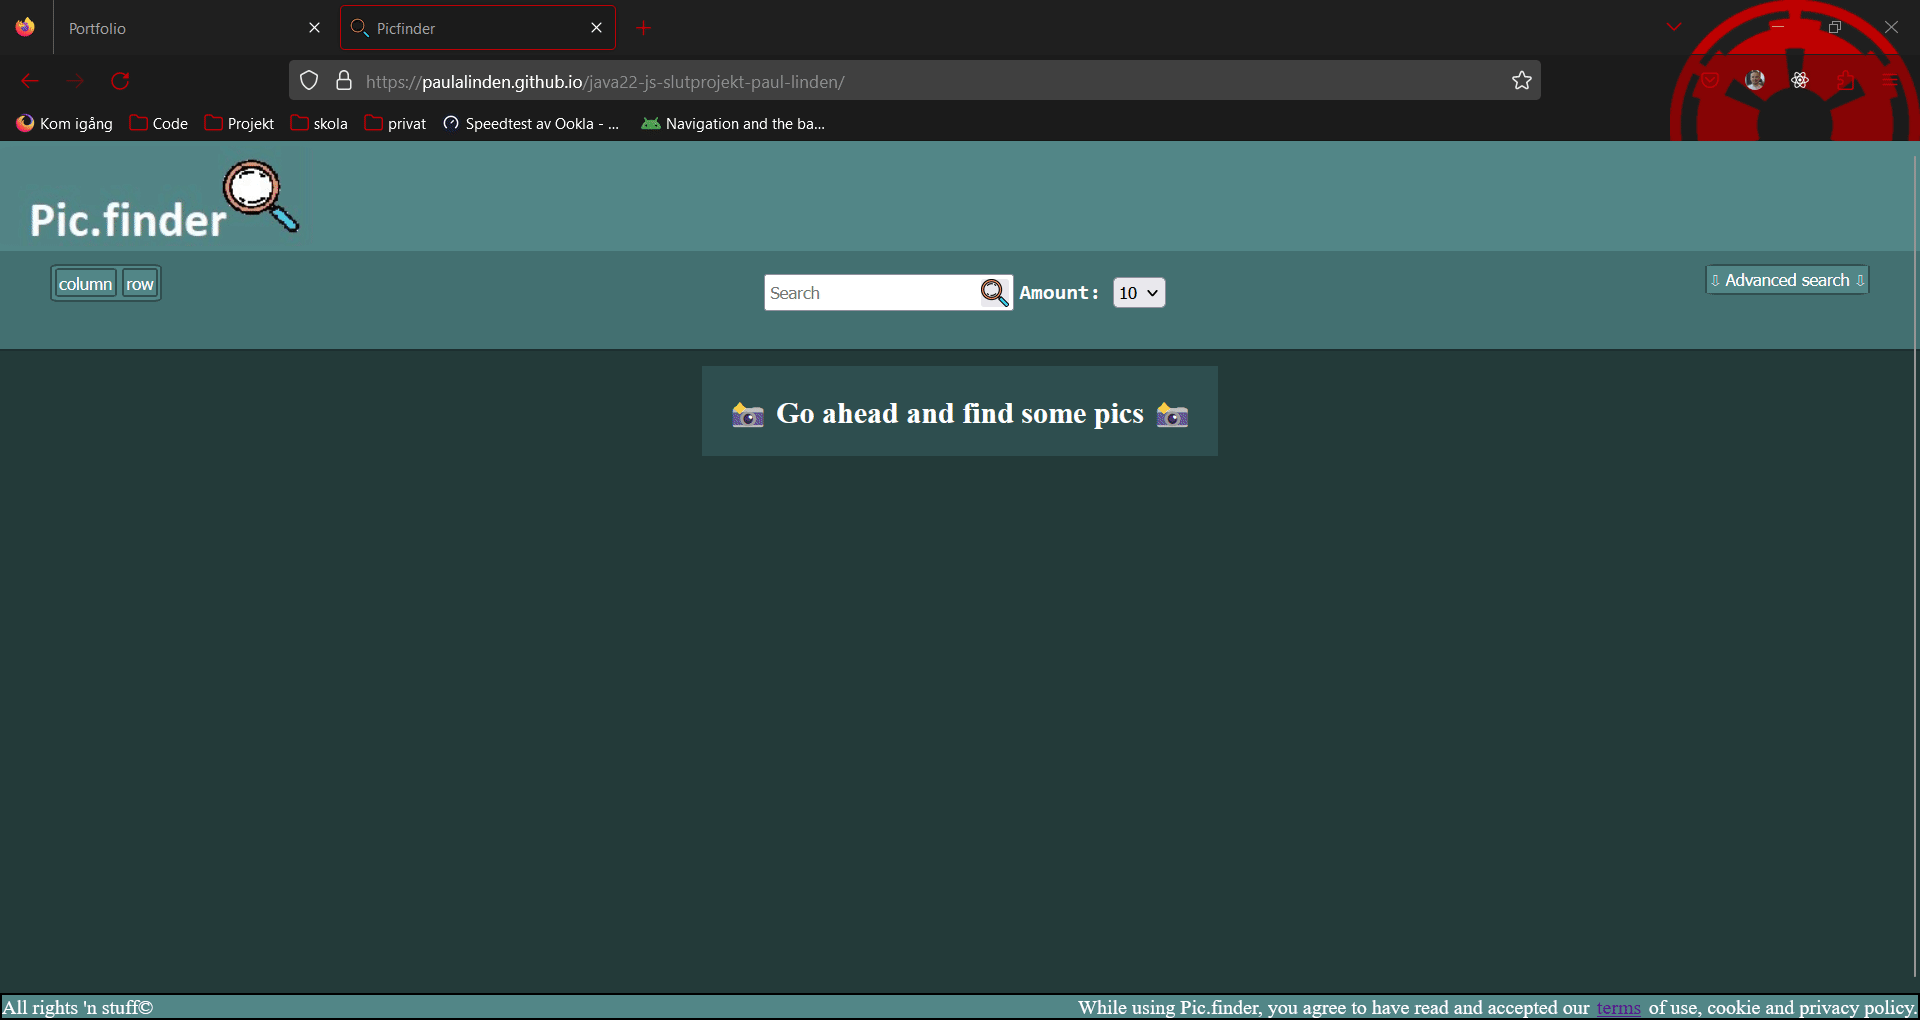 Portfolio
Picfinder
https://paulalinden.github.io/java22-js-slutprojekt-paul-linden/
Kom igång Code Projekt skola privat Speedtest av Ookla - ... Navigation and the ba...
Pic.finder
column row
Search
Amount: 10
⇩ Advanced search ⇩
📸 Go ahead and find some pics 📸
All rights 'n stuff©
While using Pic.finder, you agree to have read and accepted our terms of use, cookie and privacy policy.